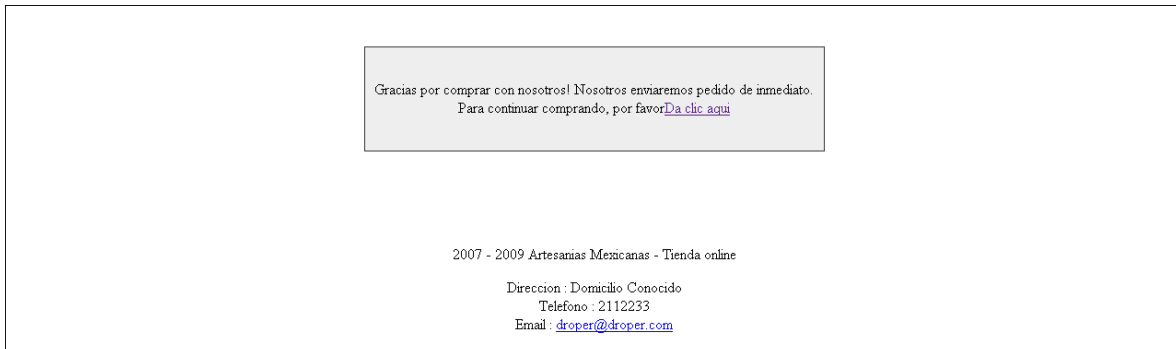 Gracias por comprar con nosotros! Nosotros enviaremos pedido de inmediato.
Para continuar comprando, por favorDa clic aqui
2007 - 2009 Artesanias Mexicanas - Tienda online
Direccion : Domicilio Conocido
Telefono : 2112233
Email : droper@droper.com